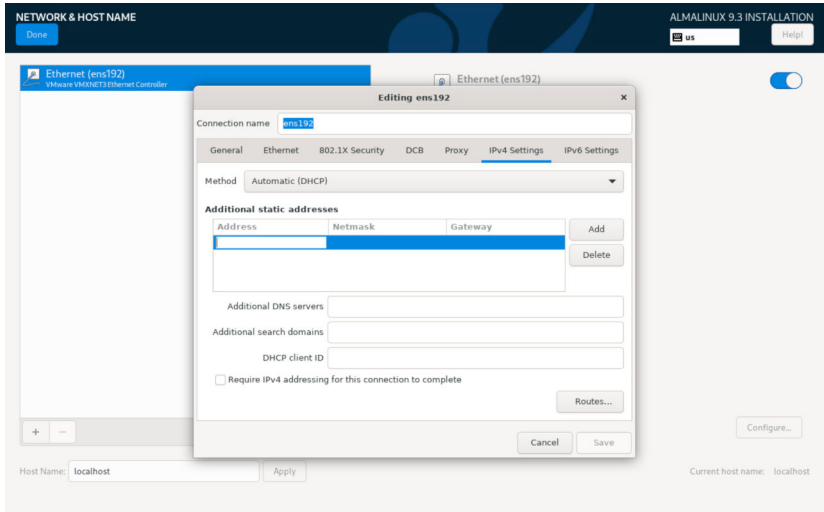 NETWORK & HOST NAME
ALMALINUX 9.3 INSTALLATION
Done
us
Help!
Ethernet (ens192)
VMware VMXNET3 Ethernet Controller
Ethernet (ens192)
Editing ens192
Connection name ens192
General Ethernet 802.1X Security DCB Proxy IPv4 Settings IPv6 Settings
Method Automatic (DHCP)
Additional static addresses
Address Netmask Gateway
Add
Delete
Additional DNS servers
Additional search domains
DHCP client ID
Require IPv4 addressing for this connection to complete
Routes...
Cancel Save
Configure...
Host Name: localhost Apply
Current host name: localhost